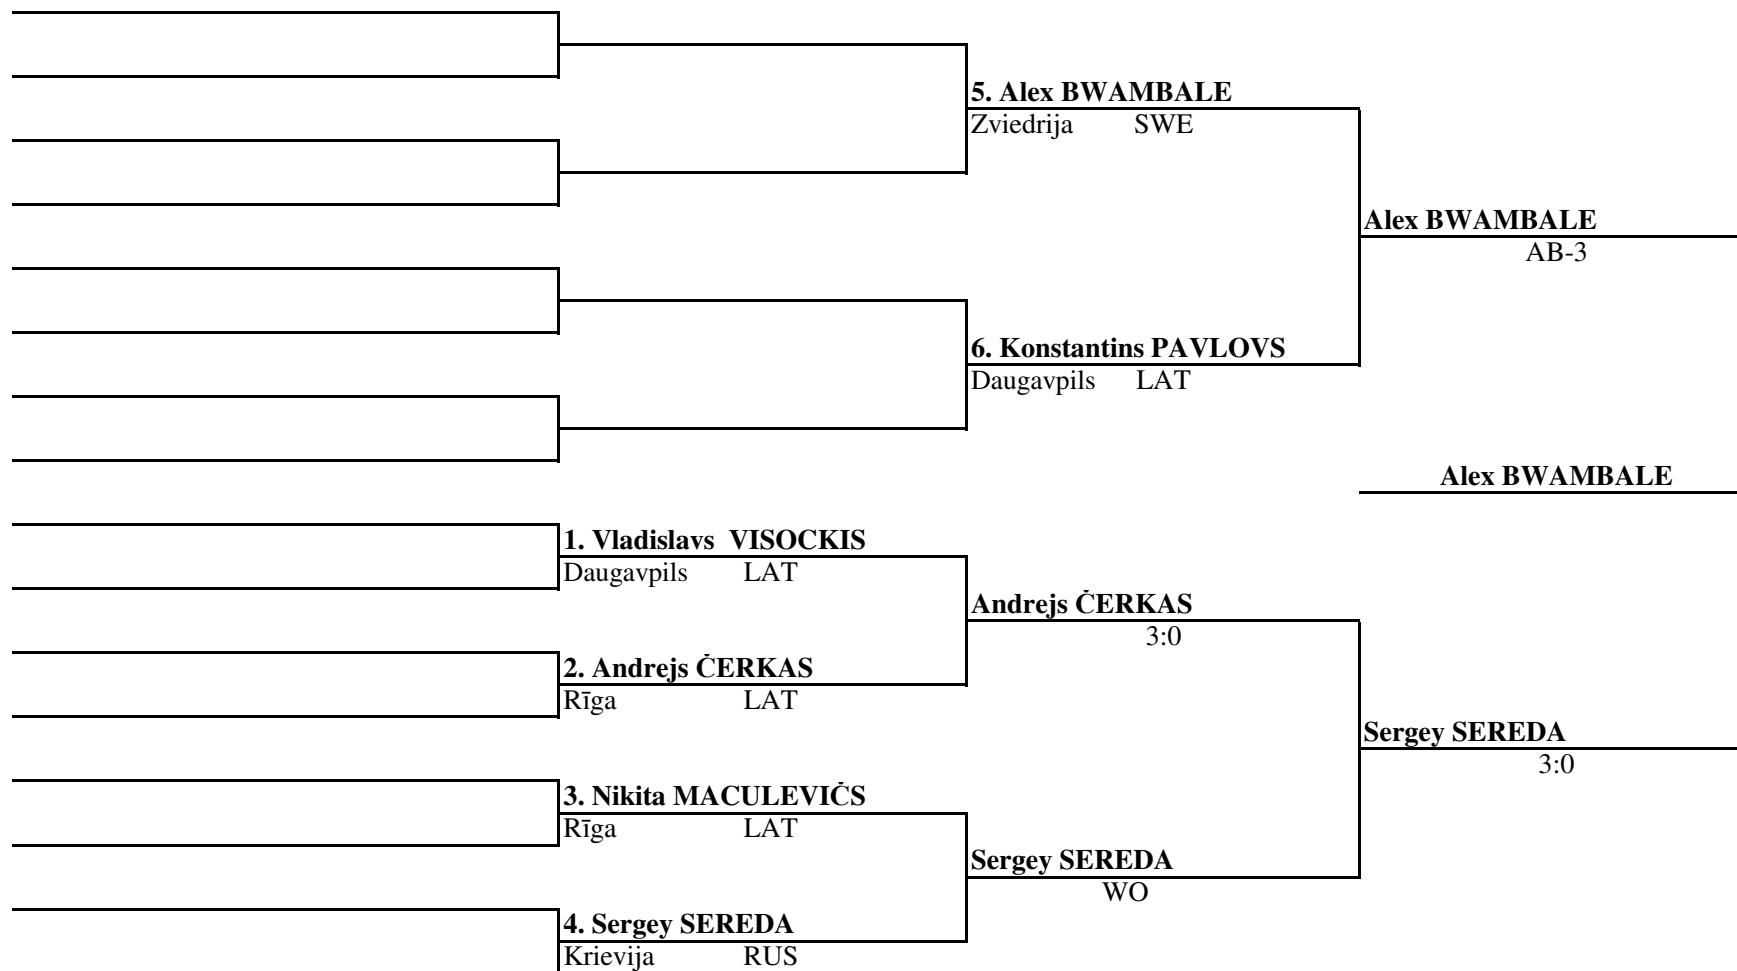 5. Alex BWAMBALE
Zviedrija SWE
Alex BWAMBALE
AB-3
6. Konstantins PAVLOVS
Daugavpils LAT
Alex BWAMBALE
1. Vladislavs VISOCKIS
Daugavpils LAT
Andrejs ČERKAS
3:0
2. Andrejs ČERKAS
Rīga LAT
Sergey SEREDA
3:0
3. Nikita MACULEVIČS
Rīga LAT
Sergey SEREDA
WO
4. Sergey SEREDA
Krievija RUS